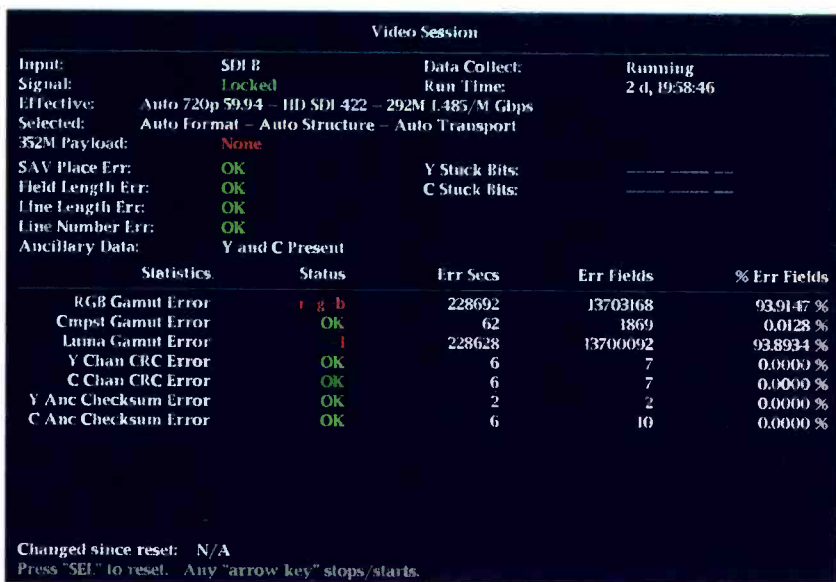 Video Session
Input: SDI B Data Collect: Running
Signal: Locked Run Time: 2 d, 19:58:46
Effective: Auto 720p 59.94 – HD SDI 422 – 292M 1.485/M Gbps
Selected: Auto Format – Auto Structure – Auto Transport
352M Payload: None
SAV Place Err: OK Y Stuck Bits: ---- ---- --
Field Length Err: OK C Stuck Bits: ---- ---- --
Line Length Err: OK
Line Number Err: OK
Ancillary Data: Y and C Present
Statistics Status Err Secs Err Fields % Err Fields
RGB Gamut Error r g b 228692 13703168 93.9147 %
Cmpst Gamut Error OK 62 1869 0.0128 %
Luma Gamut Error l 228628 13700092 93.8934 %
Y Chan CRC Error OK 6 7 0.0000 %
C Chan CRC Error OK 6 7 0.0000 %
Y Anc Checksum Error OK 2 2 0.0000 %
C Anc Checksum Error OK 6 10 0.0000 %
Changed since reset: N/A
Press "SEL" to reset. Any "arrow key" stops/starts.